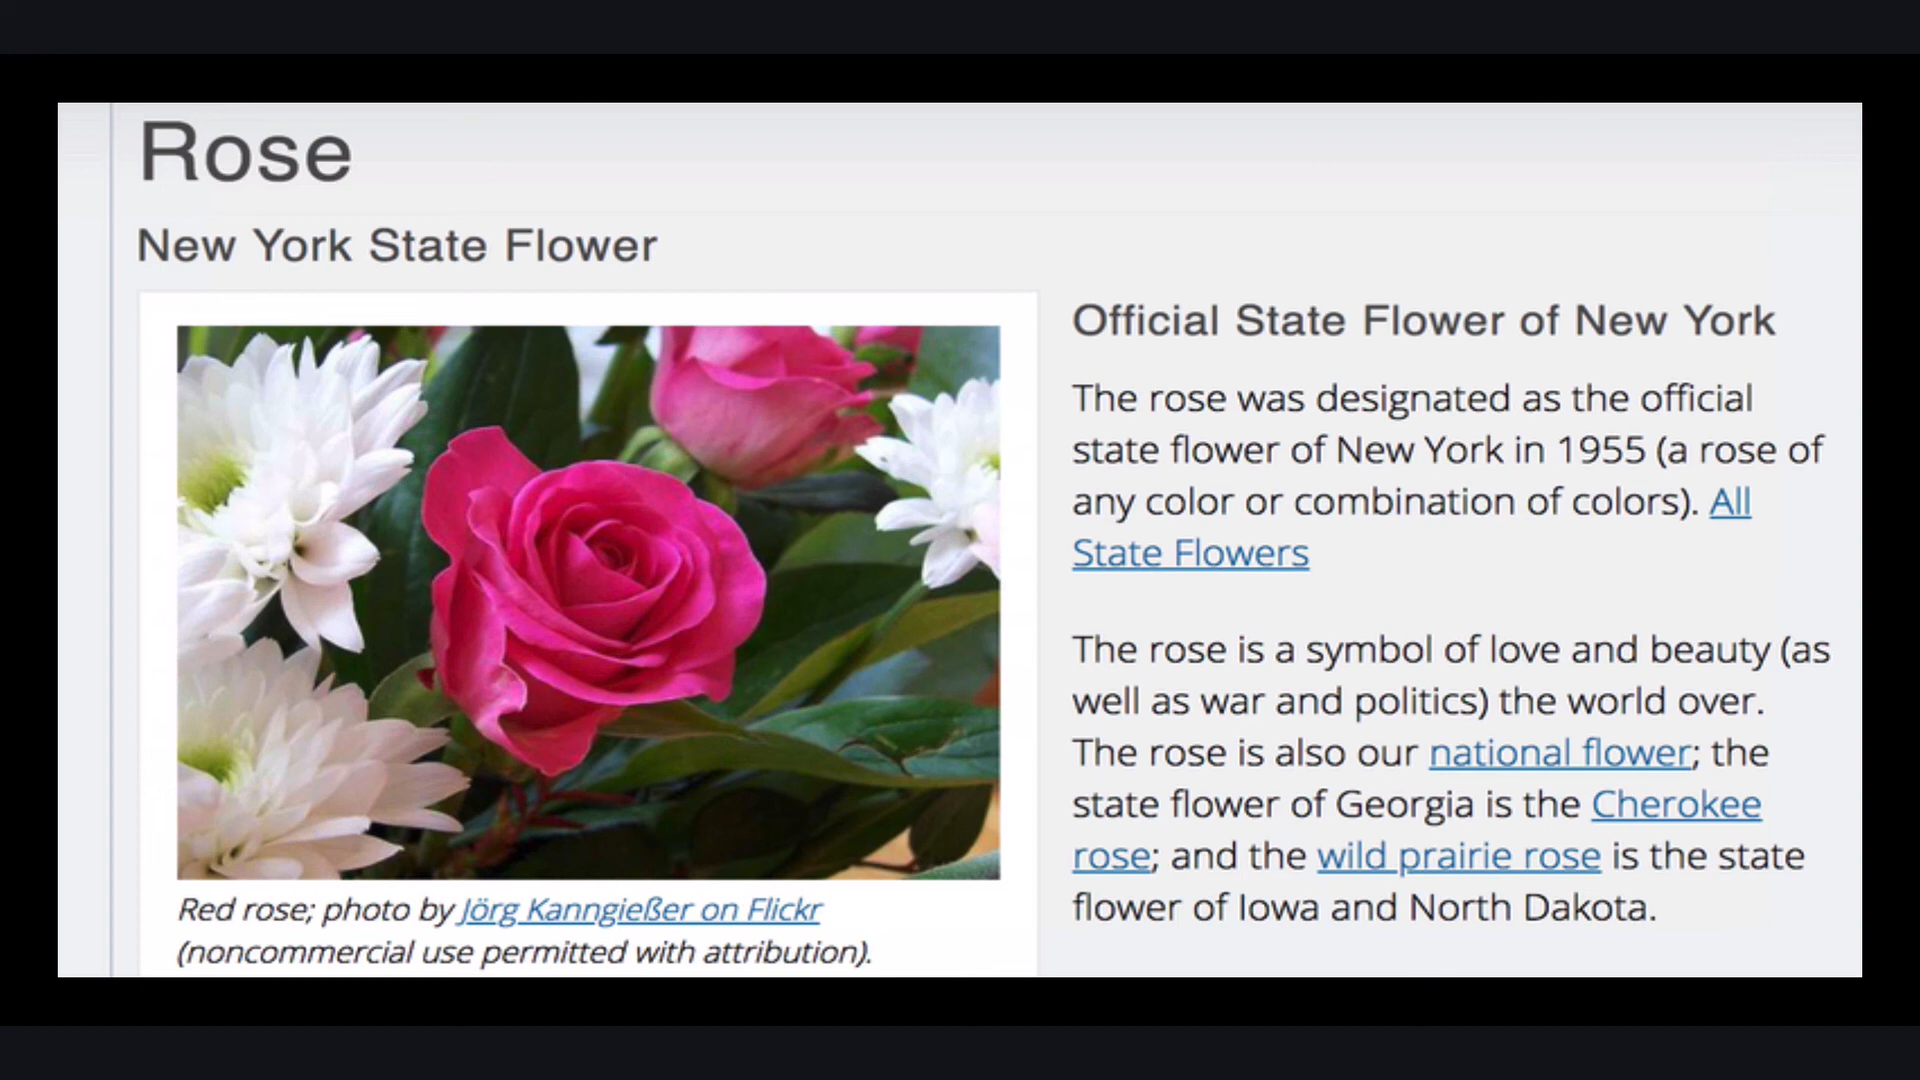 Rose
New York State Flower
Red rose; photo by Jörg Kanngießer on Flickr
(noncommercial use permitted with attribution).
Official State Flower of New York
The rose was designated as the official
state flower of New York in 1955 (a rose of
any color or combination of colors). All
State Flowers
The rose is a symbol of love and beauty (as
well as war and politics) the world over.
The rose is also our national flower; the
state flower of Georgia is the Cherokee
rose; and the wild prairie rose is the state
flower of Iowa and North Dakota.